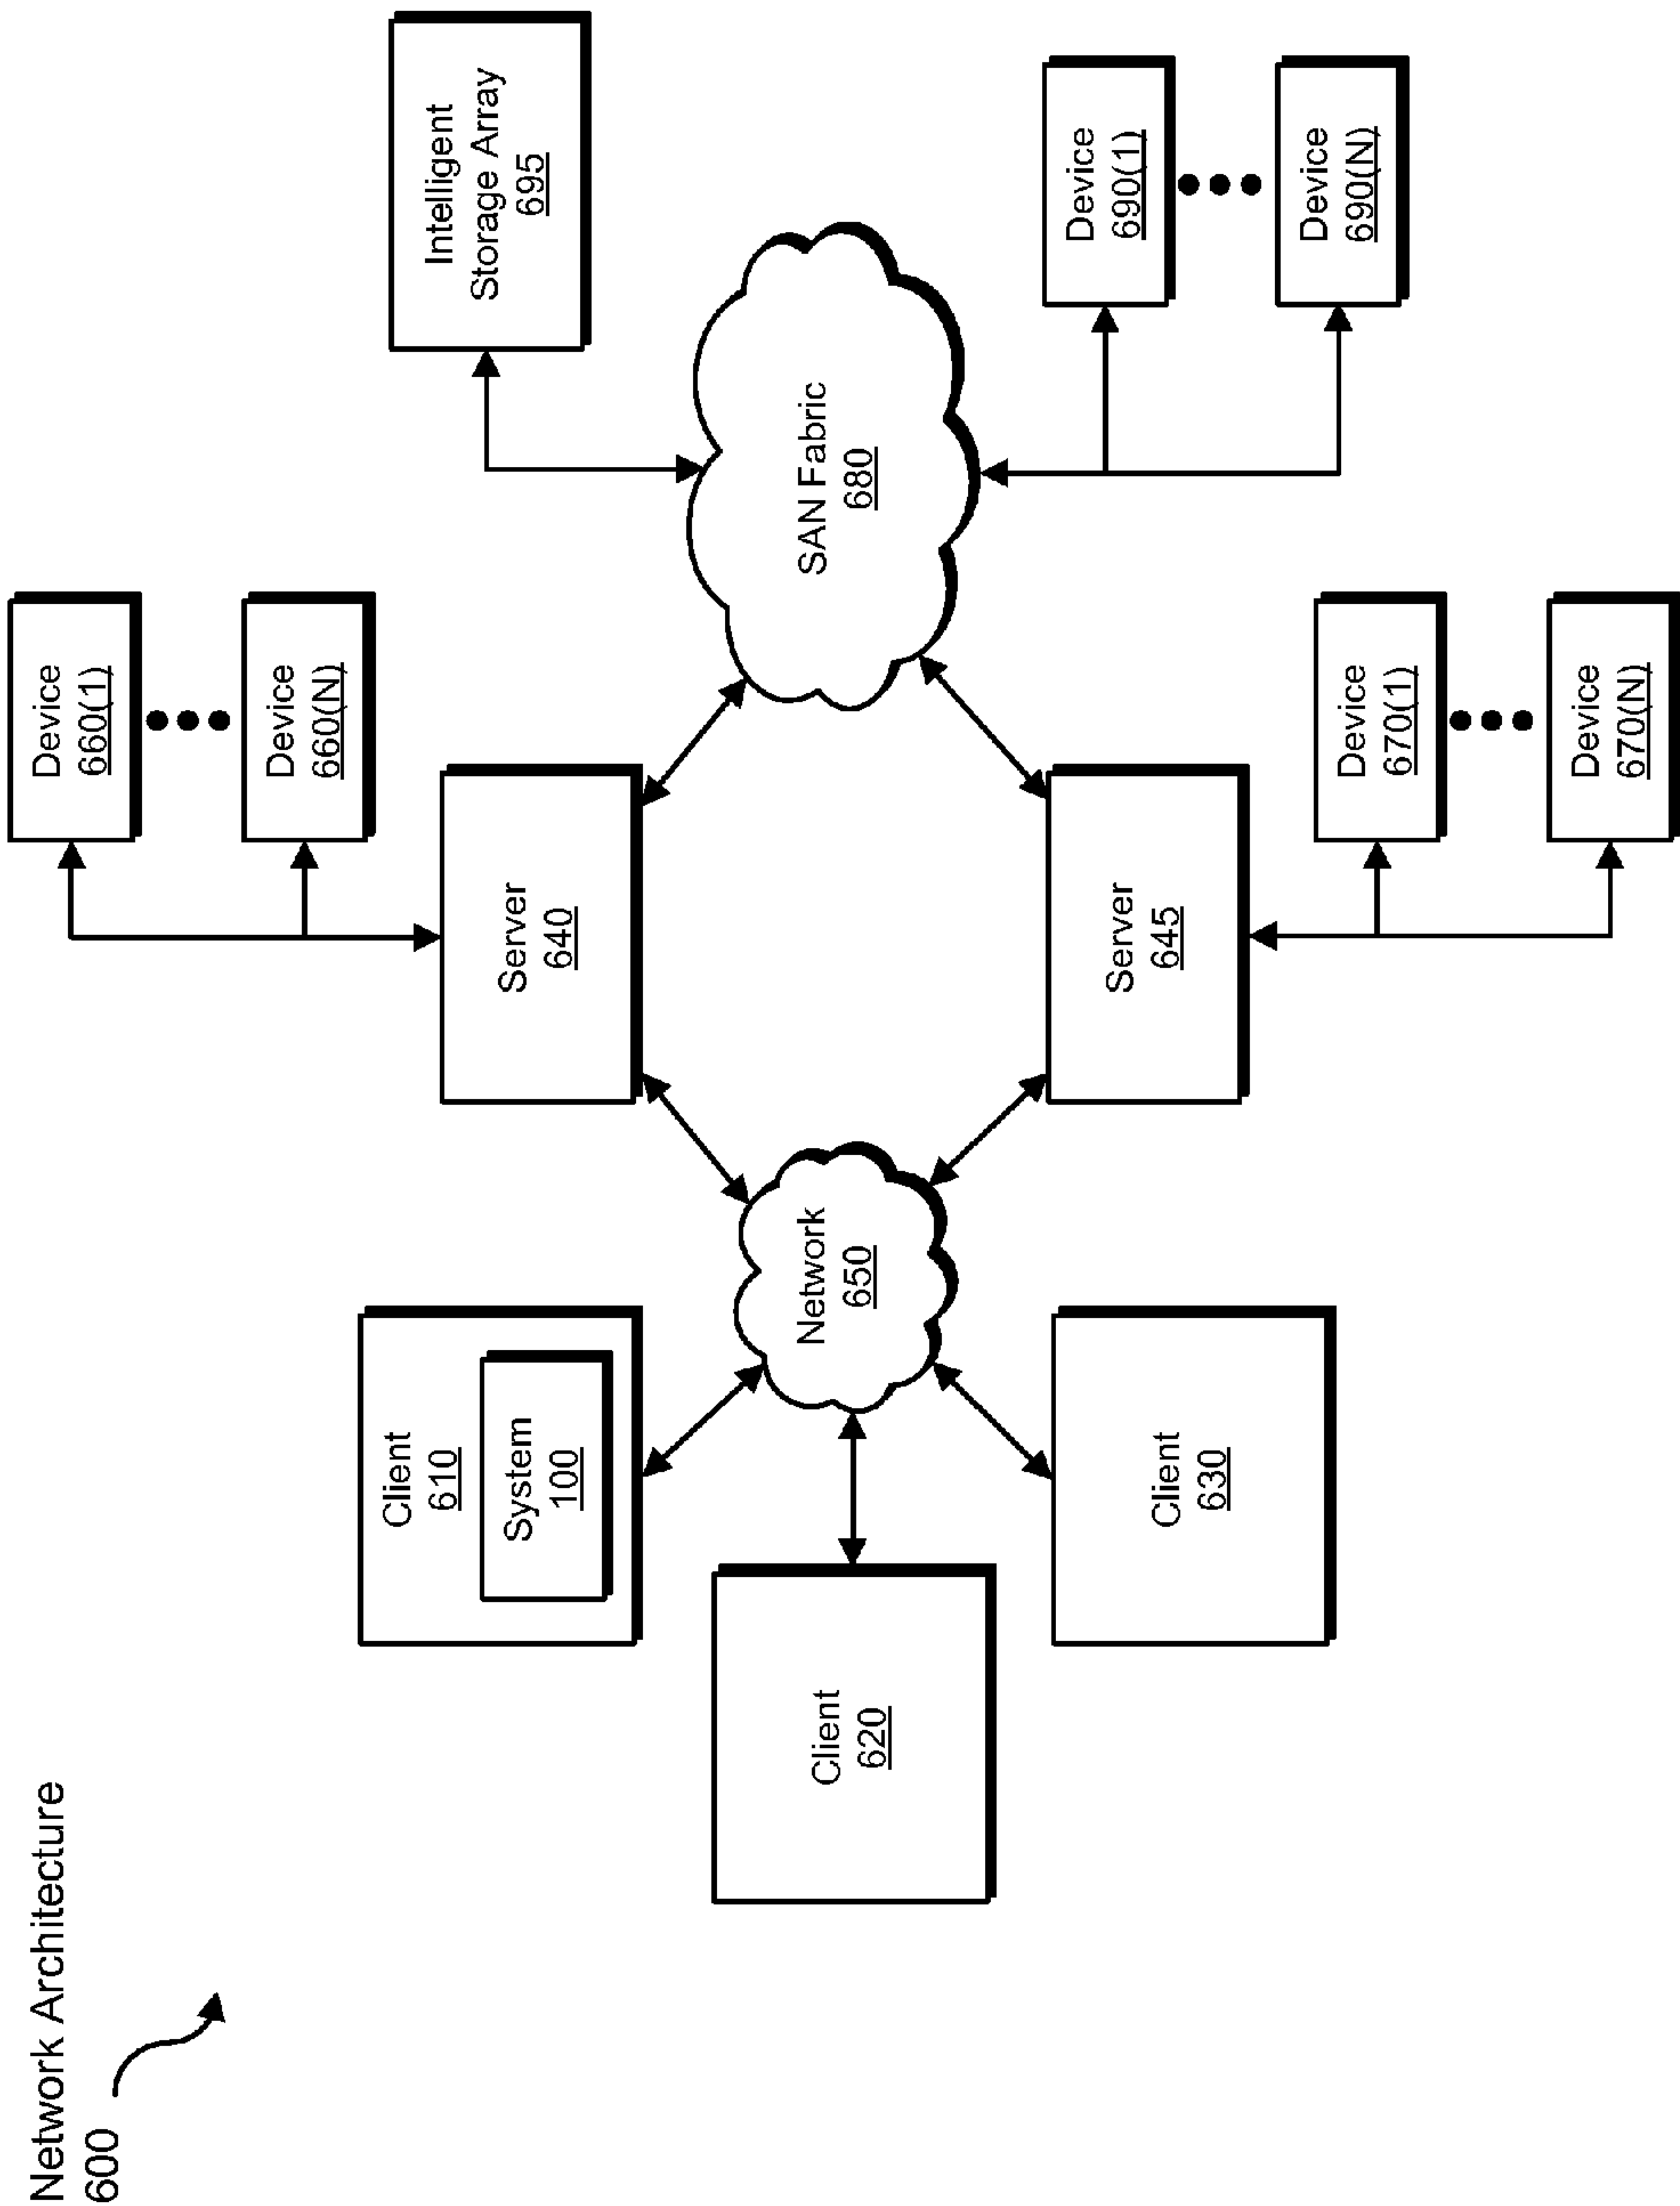 Network Architecture
600
Device
660(1)
Device
660(N)
Intelligent
Storage Array
695
Client
610
System
100
Server
640
Client
620
Network
650
SAN Fabric
680
Device
690(1)
Device
690(N)
Client
630
Server
645
Device
670(1)
Device
670(N)